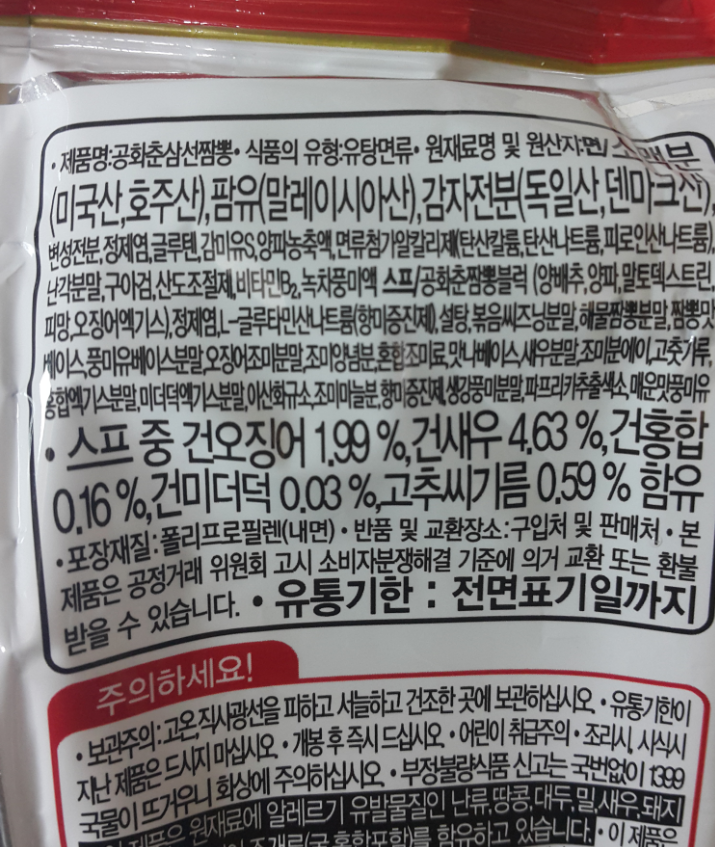 • 제품명:공화춘삼선짬뽕• 식품의 유형:유탕면류• 원재료명 및 원산지:면/소맥분
(미국산,호주산),팜유(말레이시아산),감자전분(독일산,덴마크산),
변성전분,정제염,글루텐,감미유S,양파농축액,면류첨가알칼리제(탄산칼륨,탄산나트륨,피로인산나트륨),
난각분말,구아검,산도조절제,비타민B₂,녹차풍미액 스프/공화춘짬뽕블럭 (양배추,양파,말토덱스트린,
피망,오징어엑기스),정제염,L-글루타민산나트륨(향미증진제),설탕,볶음씨즈닝분말,해물짬뽕분말,짬뽕맛
베이스,풍미유베이스분말,오징어조미분말,조미양념분,혼합조미료,맛나베이스,새우분말,조미분에이,고춧가루,
홍합엑기스분말,미더덕엑기스분말,이산화규소,조미마늘분,향미증진제,생강풍미분말,파프리카추출색소,매운맛풍미유
• 스프 중 건오징어 1.99 %,건새우 4.63 %,건홍합
0.16 %,건미더덕 0.03 %,고추씨기름 0.59 % 함유
• 포장재질:폴리프로필렌(내면) • 반품 및 교환장소:구입처 및 판매처 • 본
제품은 공정거래 위원회 고시 소비자분쟁해결 기준에 의거 교환 또는 환불
받을 수 있습니다. • 유통기한 : 전면표기일까지
주의하세요!
• 보관주의:고온,직사광선을 피하고 서늘하고 건조한 곳에 보관하십시오. • 유통기한이
지난 제품은 드시지 마십시오. • 개봉 후 즉시 드십시오. • 어린이 취급주의 • 조리시, 시식시
국물이 뜨거우니 화상에 주의하십시오. • 부정불량식품 신고는 국번없이 1399
제품은 원재료에 알레르기 유발물질인 난류,땅콩,대두,밀,새우,돼지
조개류(굴,홍합포함)를 함유하고 있습니다. • 이 제품은